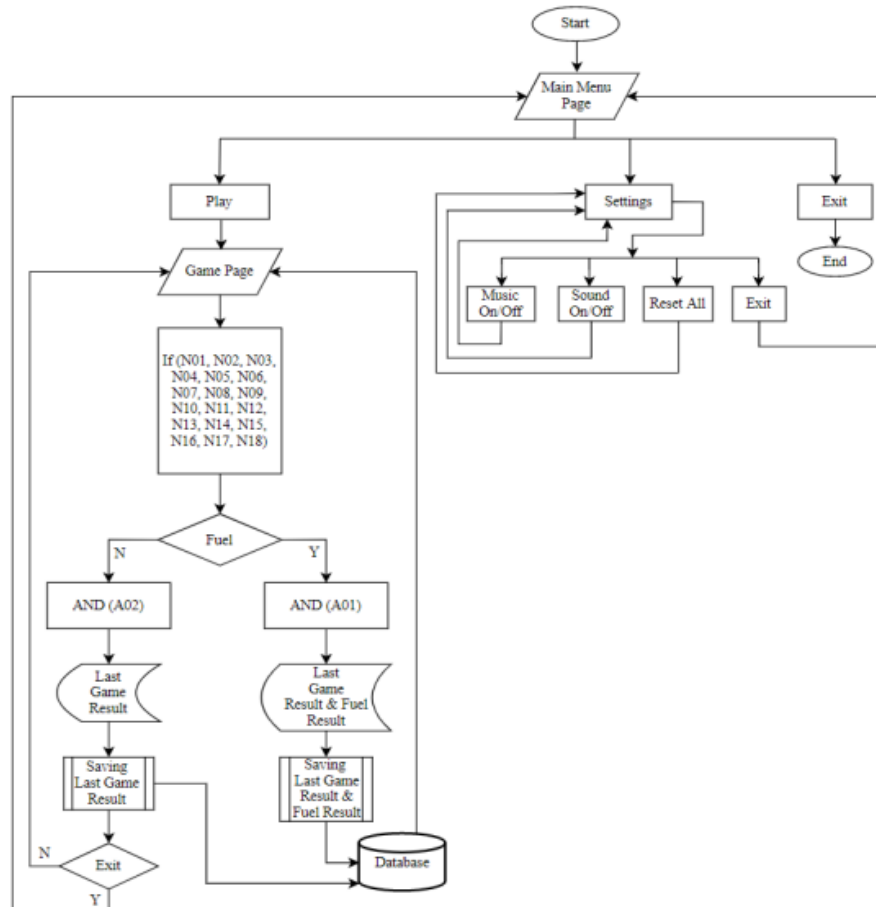 Start
Main Menu
Page
Play
Settings
Exit
Game Page
End
Music
On/Off
Sound
On/Off
Reset All
Exit
If (N01, N02, N03,
N04, N05, N06,
N07, N08, N09,
N10, N11, N12,
N13, N14, N15,
N16, N17, N18)
Fuel
N
Y
AND (A02)
AND (A01)
Last
Game
Result
Last
Game
Result & Fuel
Result
Saving
Last Game
Result
Saving
Last Game
Result &
Fuel Result
N
Exit
Database
Y